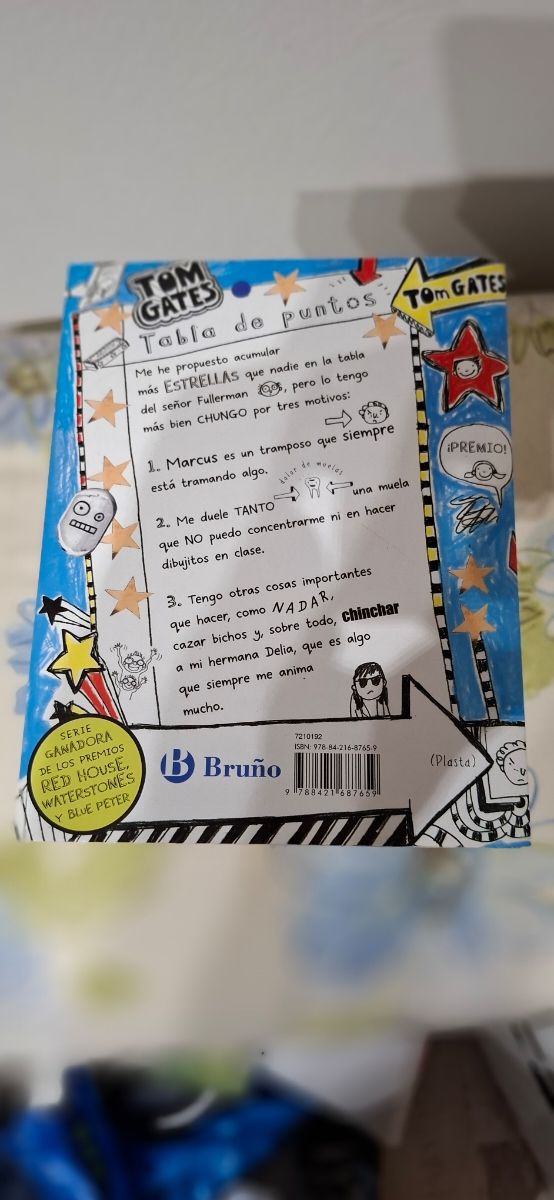 TOM GATES
Tabla de puntos
TOM GATES
Me he propuesto acumular
más ESTRELLAS que nadie en la tabla
del señor Fullerman, pero lo tengo
más bien CHUNGO por tres motivos:
1. Marcus es un tramposo que siempre
está tramando algo.
dolor de muelas
2. Me duele TANTO una muela
que NO puedo concentrarme ni en hacer
dibujitos en clase.
3. Tengo otras cosas importantes
que hacer, como NADAR,
cazar bichos y, sobre todo, chinchar
a mi hermana Delia, que es algo
que siempre me anima
mucho.
¡PREMIO!
SERIE
GANADORA
DE LOS PREMIOS
RED HOUSE,
WATERSTONES
Y BLUE PETER
B Bruño
7210192
ISBN: 978-84-216-8765-9
9 788421 687659
(Plasta)